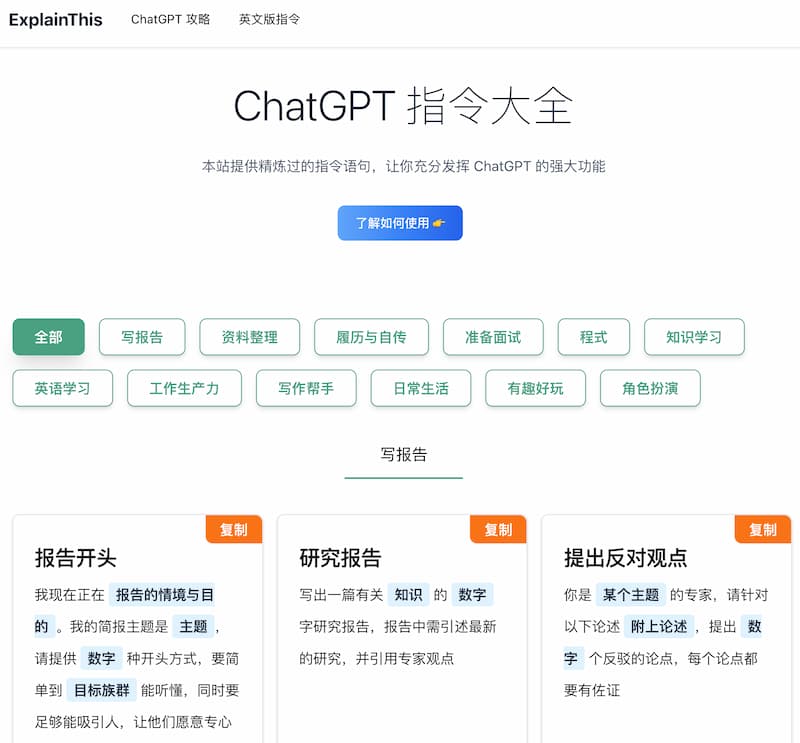 ExplainThis ChatGPT 攻略 英文版指令
ChatGPT 指令大全
本站提供精炼过的指令语句，让你充分发挥 ChatGPT 的强大功能
了解如何使用 👉
全部 写报告 资料整理 履历与自传 准备面试 程式 知识学习
英语学习 工作生产力 写作帮手 日常生活 有趣好玩 角色扮演
写报告
复制
报告开头
我现在正在 报告的情境与目
的 。我的简报主题是 主题 ，
请提供 数字 种开头方式，要简
单到 目标族群 能听懂，同时要
足够能吸引人，让他们愿意专心
复制
研究报告
写出一篇有关 知识 的 数字
字研究报告，报告中需引述最新
的研究，并引用专家观点
复制
提出反对观点
你是 某个主题 的专家，请针对
以下论述 附上论述 ，提出 数
字 个反驳的论点，每个论点都
要有佐证